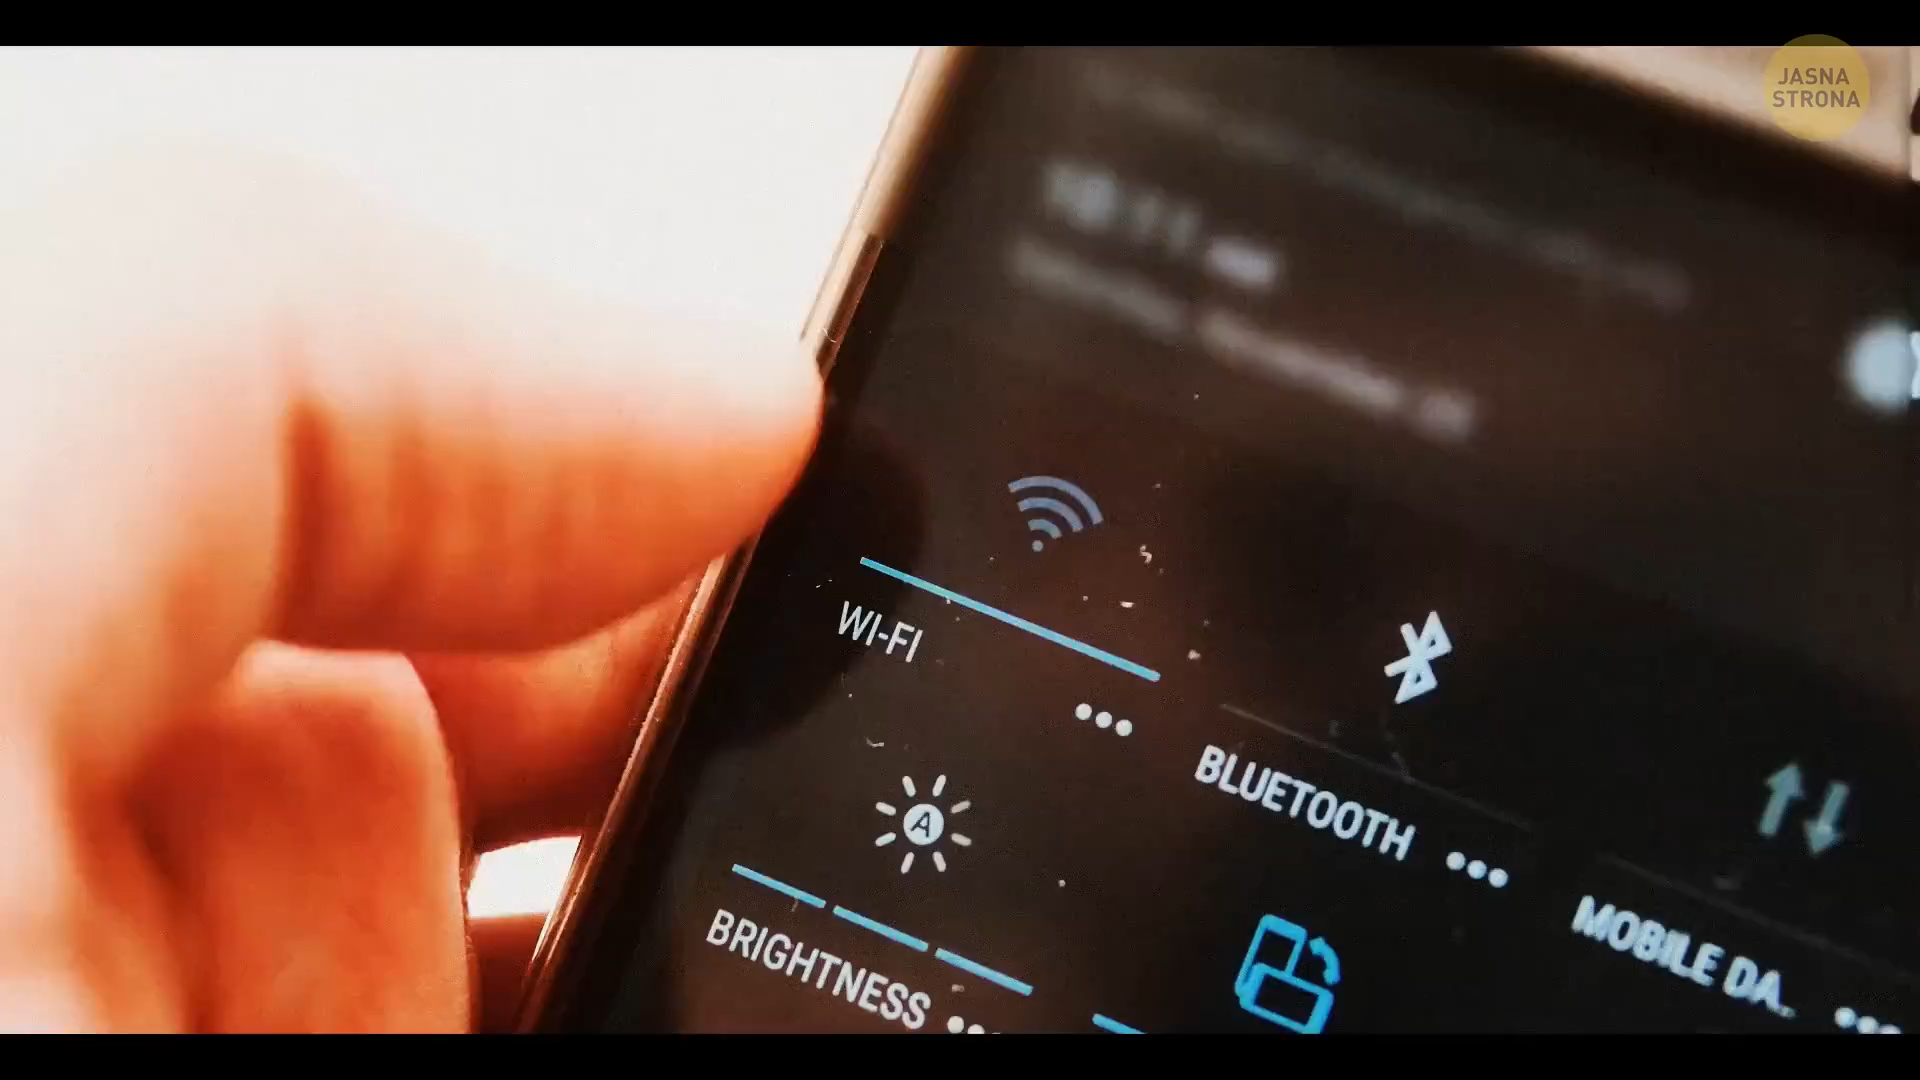 JASNA
STRONA
WI-FI
BLUETOOTH
MOBILE DA..
A
BRIGHTNESS